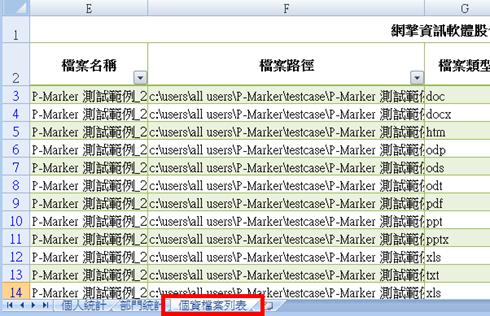 E F G
1 網擎資訊軟體股
2 檔案名稱 檔案路徑 檔案類型
3 P-Marker 測試範例_2 c:\users\all users\P-Marker\testcase\P-Marker 測試範例 doc
4 P-Marker 測試範例_2 c:\users\all users\P-Marker\testcase\P-Marker 測試範例 docx
5 P-Marker 測試範例_2 c:\users\all users\P-Marker\testcase\P-Marker 測試範例 htm
6 P-Marker 測試範例_2 c:\users\all users\P-Marker\testcase\P-Marker 測試範例 odp
7 P-Marker 測試範例_2 c:\users\all users\P-Marker\testcase\P-Marker 測試範例 ods
8 P-Marker 測試範例_2 c:\users\all users\P-Marker\testcase\P-Marker 測試範例 odt
9 P-Marker 測試範例_2 c:\users\all users\P-Marker\testcase\P-Marker 測試範例 pdf
10 P-Marker 測試範例_2 c:\users\all users\P-Marker\testcase\P-Marker 測試範例 ppt
11 P-Marker 測試範例_2 c:\users\all users\P-Marker\testcase\P-Marker 測試範例 pptx
12 P-Marker 測試範例_2 c:\users\all users\P-Marker\testcase\P-Marker 測試範例 xls
13 P-Marker 測試範例_2 c:\users\all users\P-Marker\testcase\P-Marker 測試範例 txt
14 P-Marker 測試範例_2 c:\users\all users\P-Marker\testcase\P-Marker 測試範例 xls
個人統計 部門統計 個資檔案列表